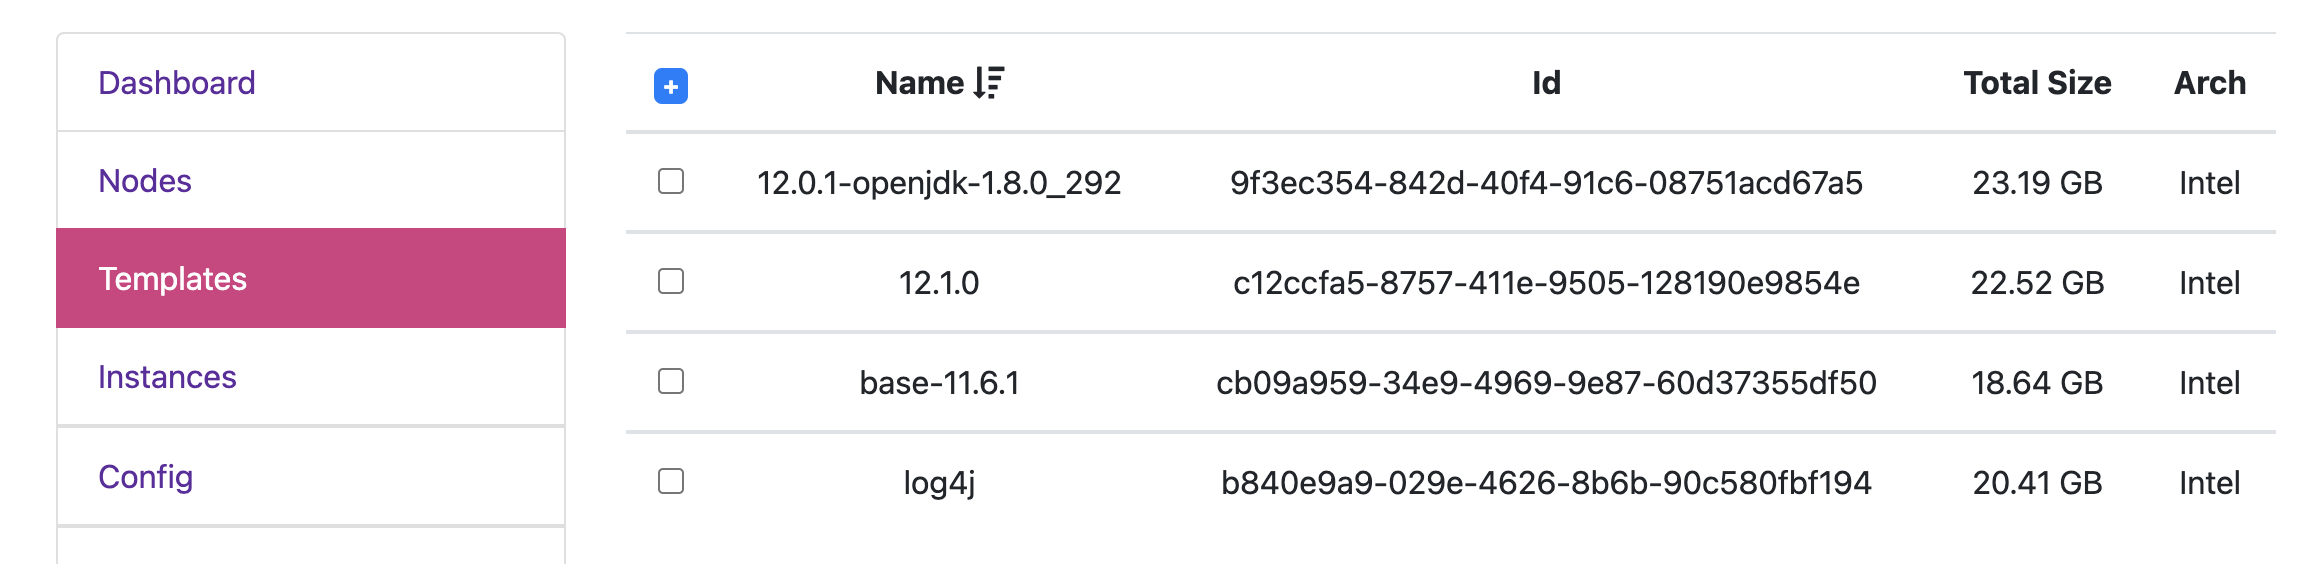 Dashboard
Nodes
Templates
Instances
Config
+ Name Id Total Size Arch
12.0.1-openjdk-1.8.0_292 9f3ec354-842d-40f4-91c6-08751acd67a5 23.19 GB Intel
12.1.0 c12ccfa5-8757-411e-9505-128190e9854e 22.52 GB Intel
base-11.6.1 cb09a959-34e9-4969-9e87-60d37355df50 18.64 GB Intel
log4j b840e9a9-029e-4626-8b6b-90c580fbf194 20.41 GB Intel